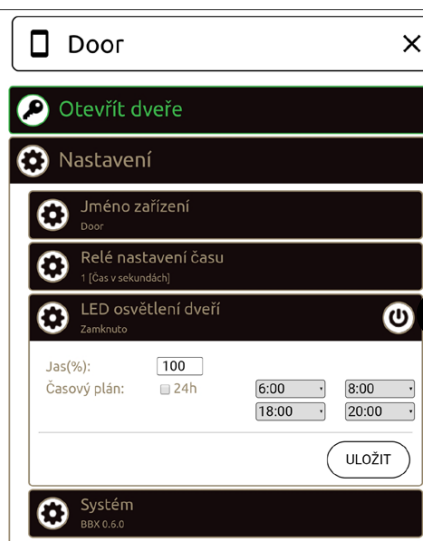 Door
Otevřít dveře
Nastavení
Jméno zařízení
Door
Relé nastavení času
1 [Čas v sekundách]
LED osvětlení dveří
Zamknuto
Jas(%): 100
Časový plán: 24h 6:00 8:00
18:00 20:00
ULOŽIT
Systém
BBX 0.6.0